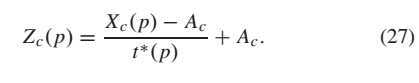 Z_c(p) = \frac{X_c(p) - A_c}{t^*(p)} + A_c. (27)